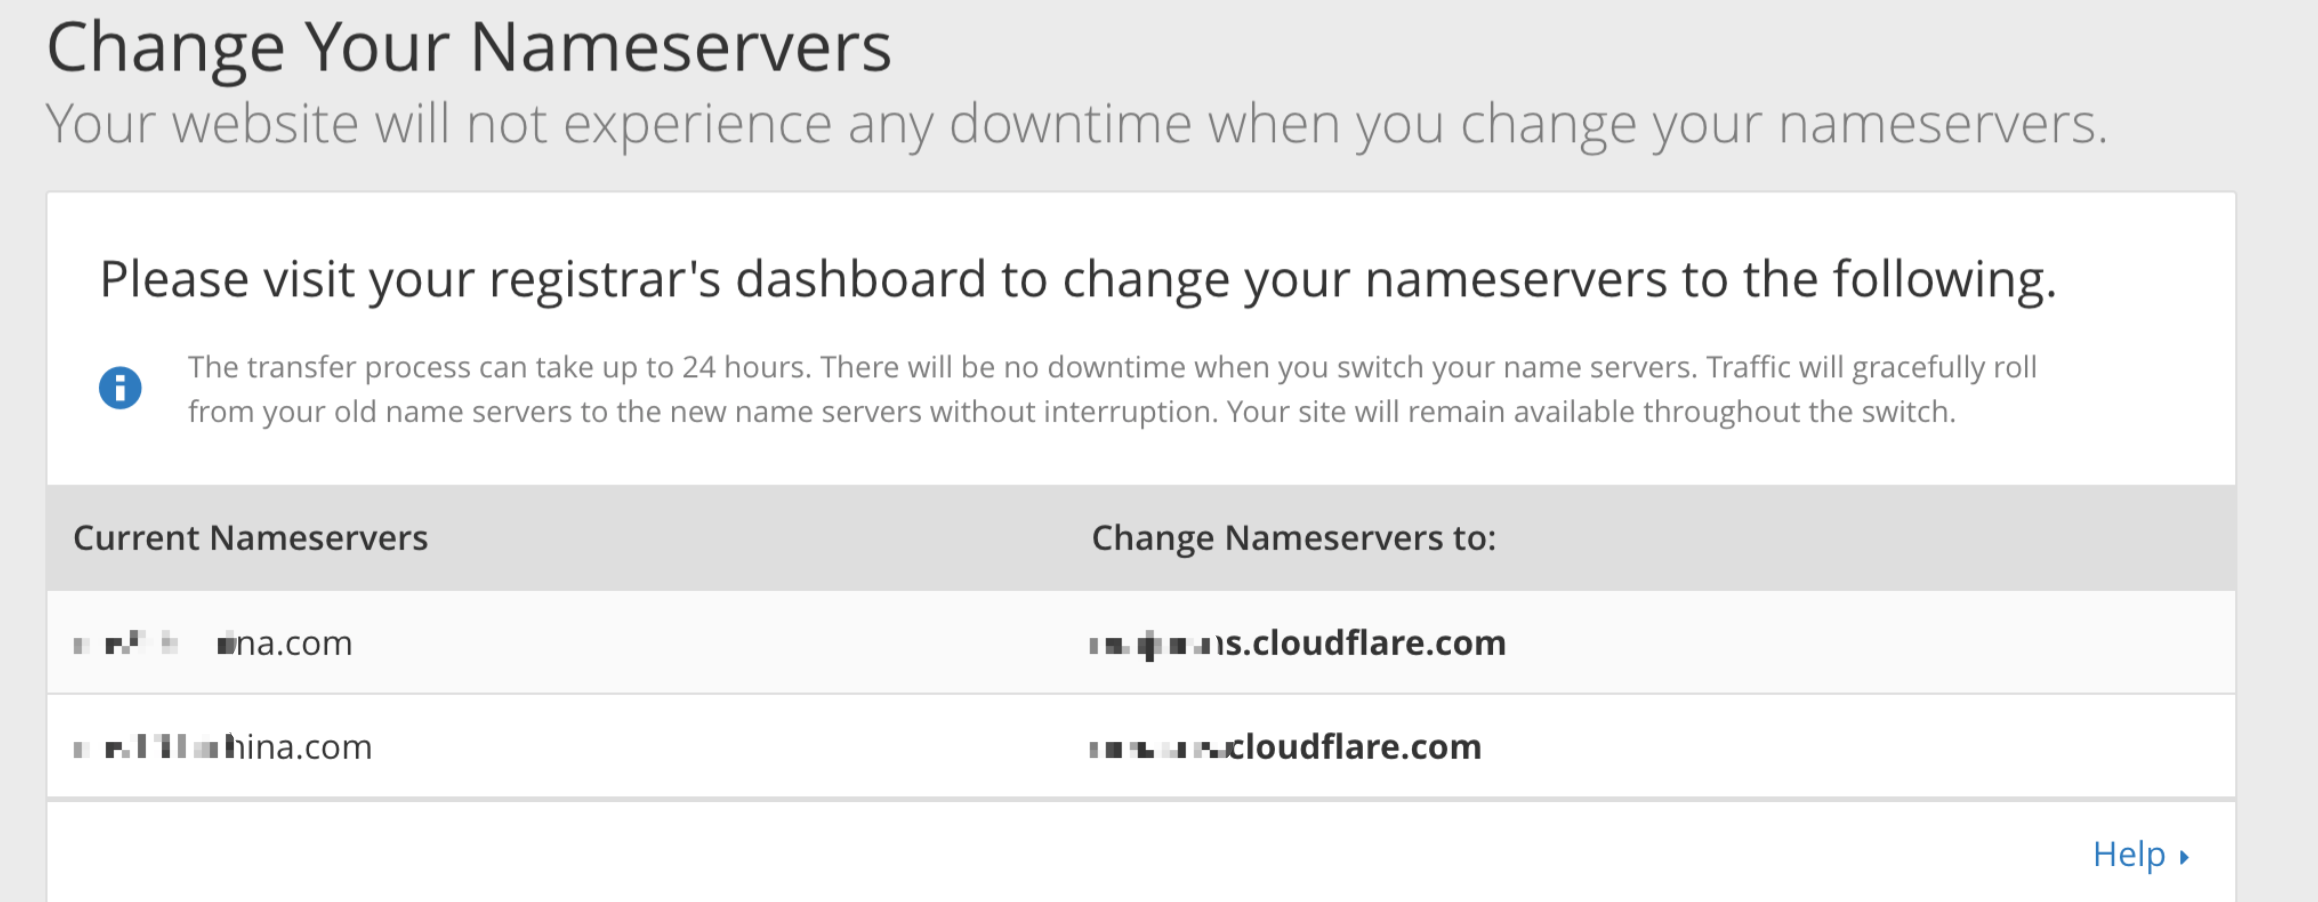 Change Your Nameservers
Your website will not experience any downtime when you change your nameservers.
Please visit your registrar's dashboard to change your nameservers to the following.
The transfer process can take up to 24 hours. There will be no downtime when you switch your name servers. Traffic will gracefully roll
from your old name servers to the new name servers without interruption. Your site will remain available throughout the switch.
Current Nameservers Change Nameservers to:
na.com s.cloudflare.com
hina.com cloudflare.com
Help